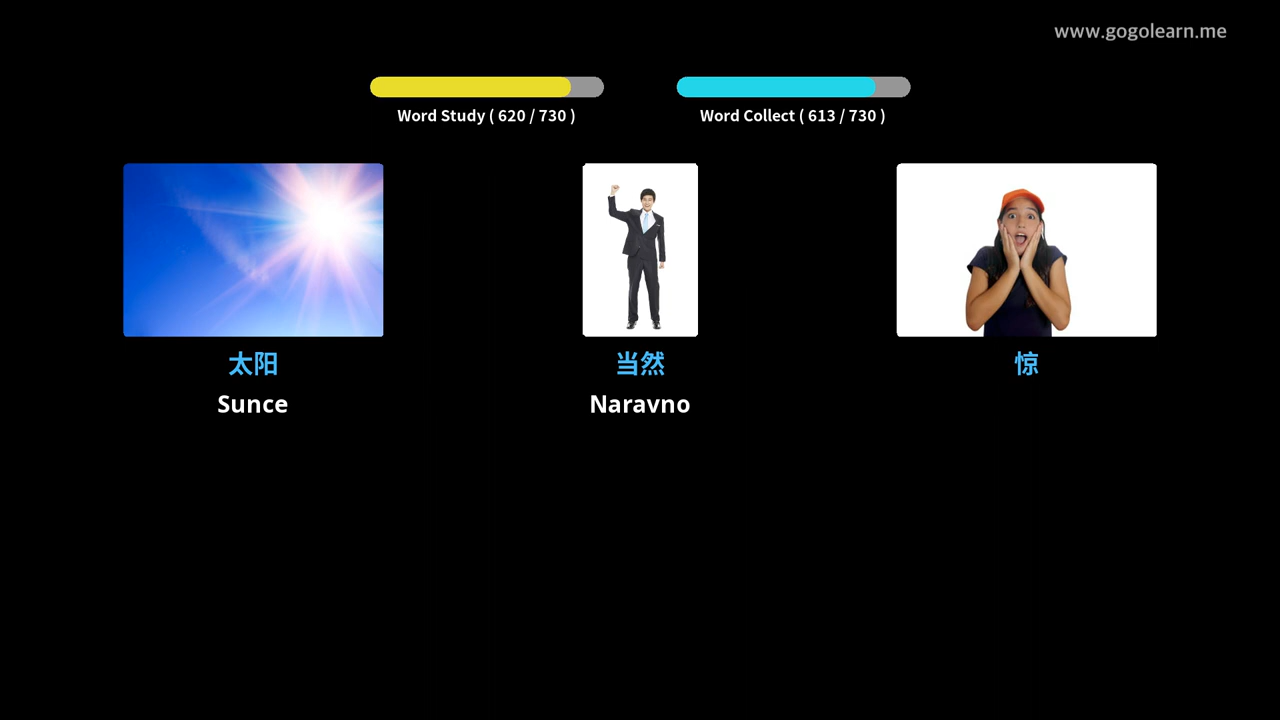 www.gogolearn.me
Word Study ( 620 / 730 )
Word Collect ( 613 / 730 )
太阳
当然
惊
Sunce
Naravno